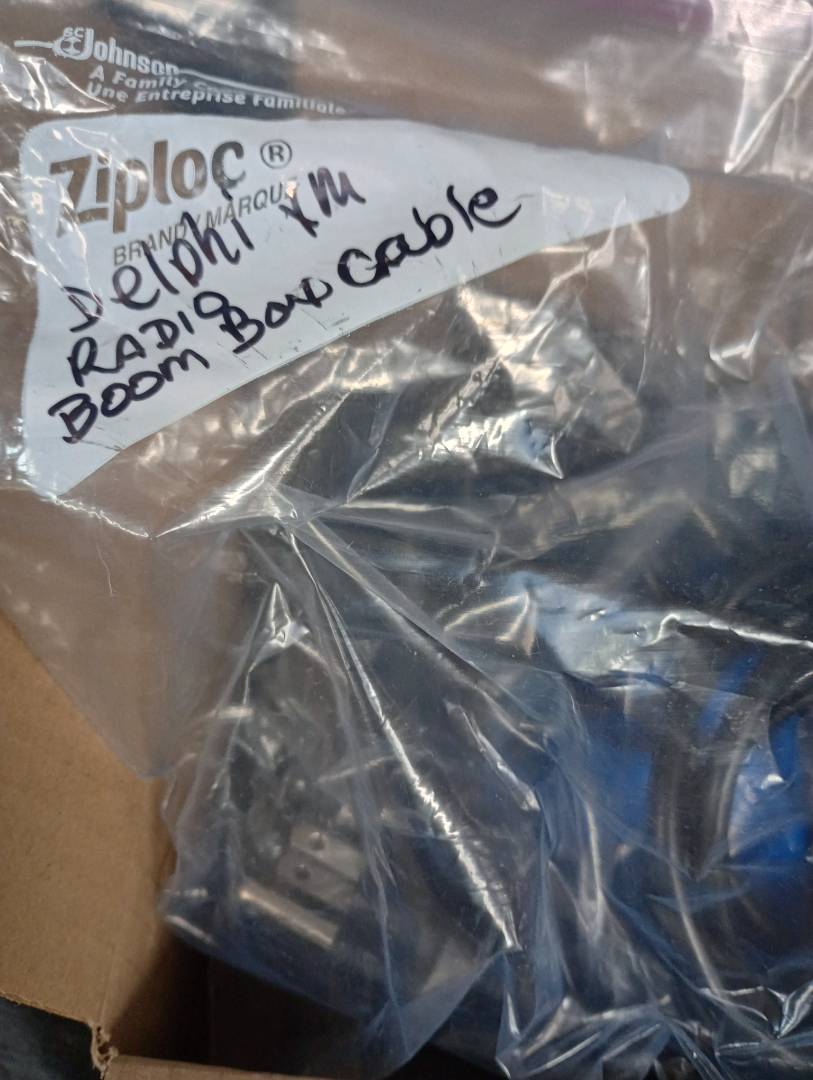 SC Johnson
A Family
Une Entreprise Familiale
Ziploc®
BRAND / MARQUE
Delphi XM
RADIO
BOOM Box Cable